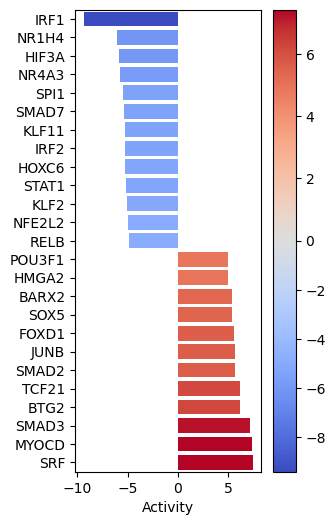 IRF1
NR1H4
HIF3A
NR4A3
SPI1
SMAD7
KLF11
IRF2
HOXC6
STAT1
KLF2
NFE2L2
RELB
POU3F1
HMGA2
BARX2
SOX5
FOXD1
JUNB
SMAD2
TCF21
BTG2
SMAD3
MYOCD
SRF
−10 −5 0 5
Activity
6
4
2
0
−2
−4
−6
−8